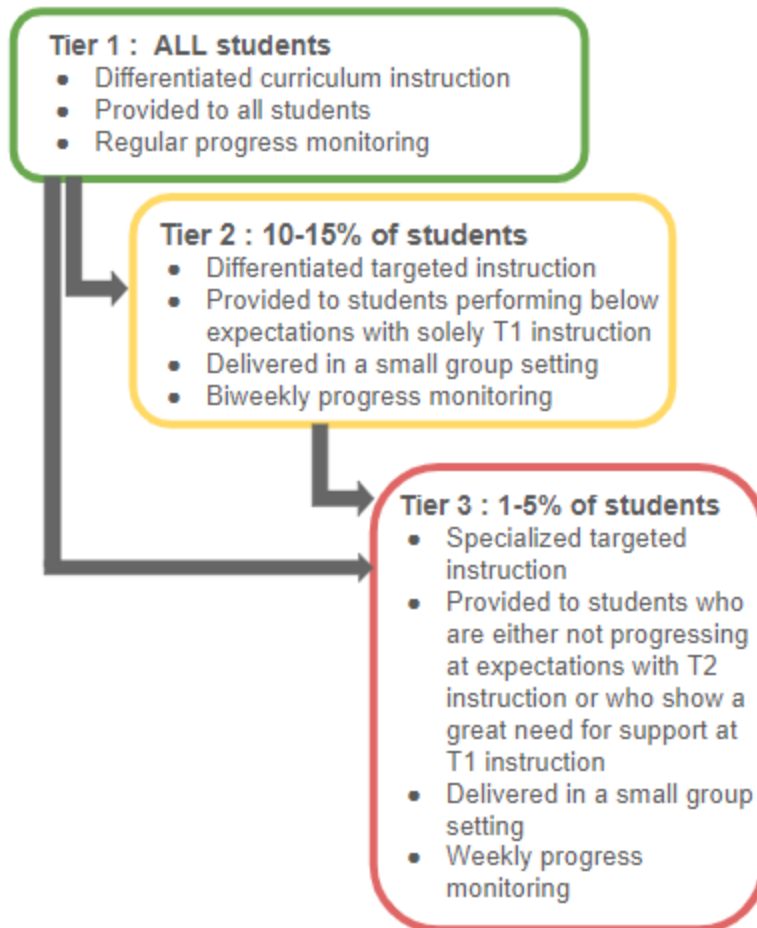 Tier 1 :  ALL students
● Differentiated curriculum instruction
● Provided to all students
● Regular progress monitoring
Tier 2 : 10-15% of students
● Differentiated targeted instruction
● Provided to students performing below
expectations with solely T1 instruction
● Delivered in a small group setting
● Biweekly progress monitoring
Tier 3 : 1-5% of students
● Specialized targeted
instruction
● Provided to students who
are either not progressing
at expectations with T2
instruction or who show a
great need for support at
T1 instruction
● Delivered in a small group
setting
● Weekly progress
monitoring